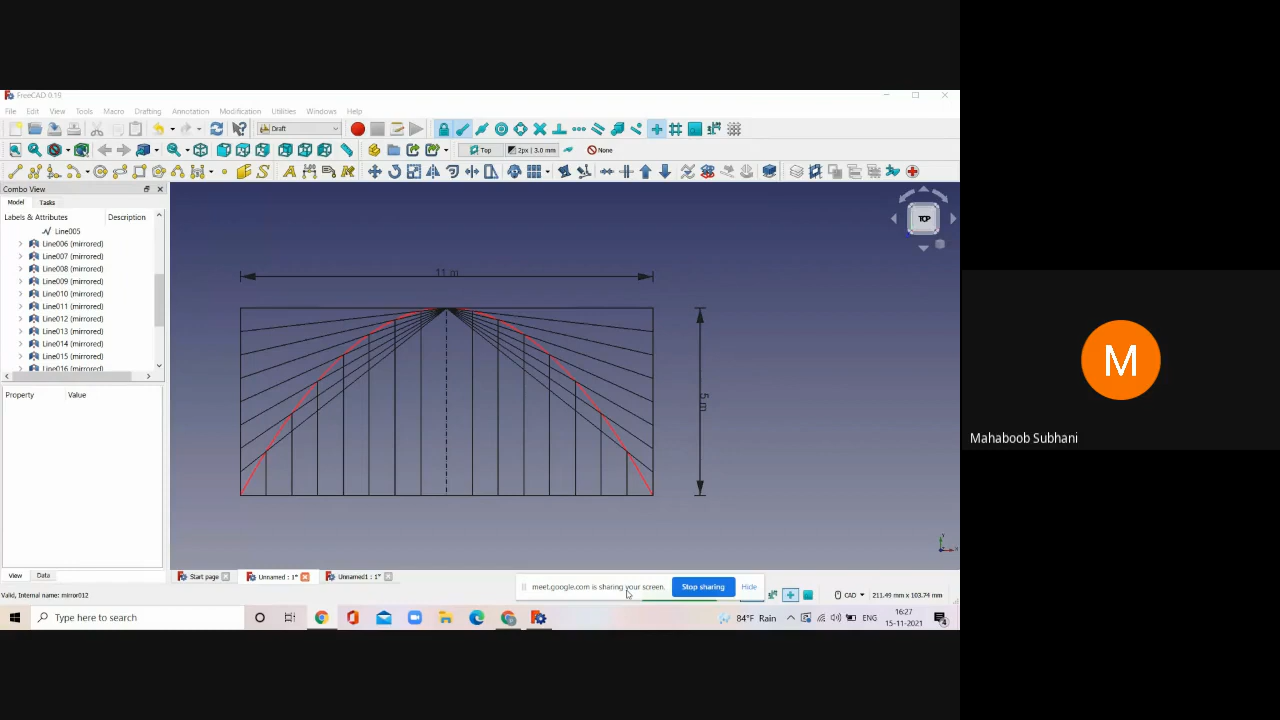 FreeCAD 0.19
File Edit View Tools Macro Drafting Annotation Modification Utilities Windows Help
Draft
Top 2px | 3.0 mm None
Combo View
Model Tasks
Labels & Attributes Description
Line005
Line006 (mirrored)
Line007 (mirrored)
Line008 (mirrored)
Line009 (mirrored)
Line010 (mirrored)
Line011 (mirrored)
Line012 (mirrored)
Line013 (mirrored)
Line014 (mirrored)
Line015 (mirrored)
Line016 (mirrored)
Property Value
TOP
11 m
5 m
M
Mahaboob Subhani
View Data
Start page Unnamed : 1* Unnamed1 : 1*
meet.google.com is sharing your screen. Stop sharing Hide
Valid, Internal name: mirror012
CAD 211.49 mm x 103.74 mm
Type here to search
84°F Rain ENG
16:27
15-11-2021
4